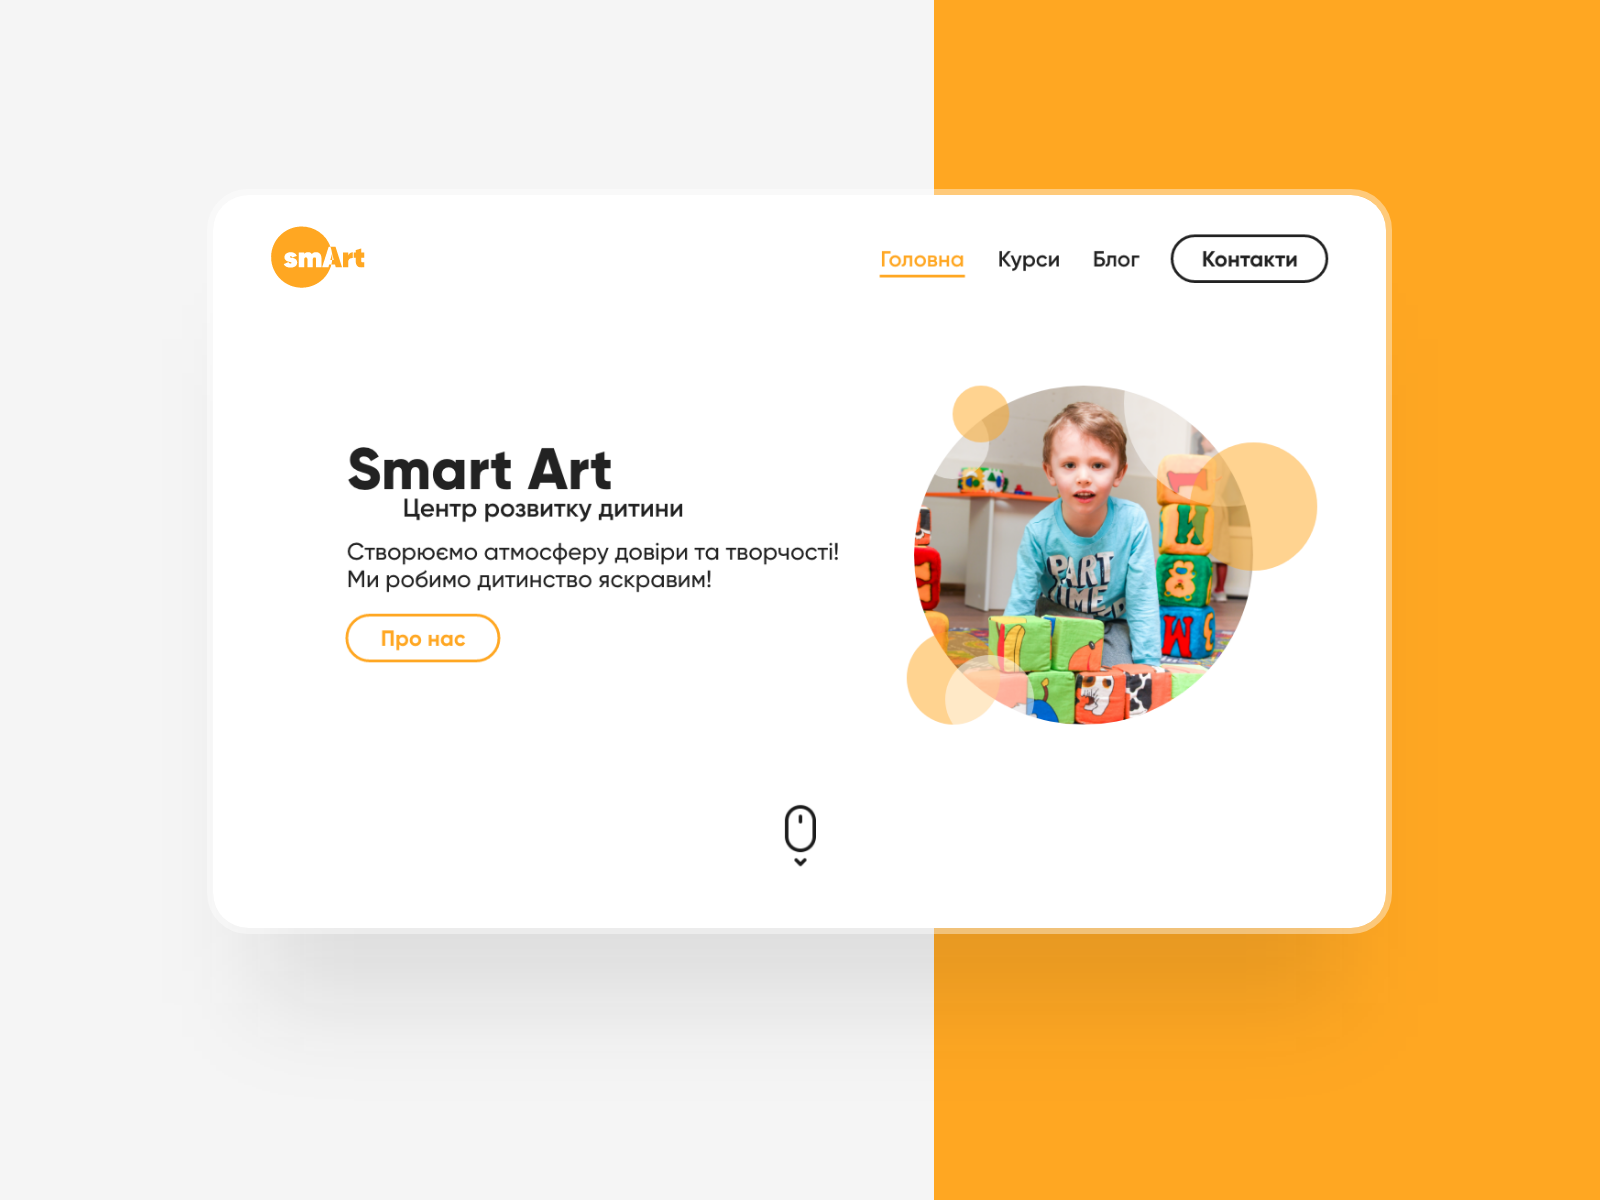 smArt
Головна Курси Блог Контакти
Smart Art
Центр розвитку дитини
Створюємо атмосферу довіри та творчості!
Ми робимо дитинство яскравим!
Про нас
PART
TIME